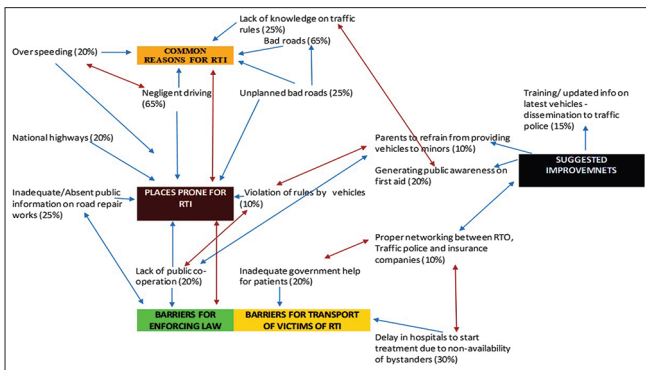 Lack of knowledge on traffic
rules (25%)
Bad roads (65%)
Over speeding (20%)
COMMON
REASONS FOR RTI
Negligent driving
(65%)
Unplanned bad roads (25%)
Training/ updated info on
latest vehicles -
dissemination to traffic
police (15%)
National highways (20%)
Parents to refrain from providing
vehicles to minors (10%)
Generating public awareness on
first aid (20%)
SUGGESTED
IMPROVEMNETS
Inadequate/Absent public
information on road repair
works (25%)
PLACES PRONE FOR
RTI
Violation of rules by vehicles
(10%)
Proper networking between RTO,
Traffic police and insurance
companies (10%)
Lack of public co-
operation (20%)
Inadequate government help
for patients (20%)
BARRIERS FOR
ENFORCING LAW
BARRIERS FOR TRANSPORT
OF VICTIMS OF RTI
Delay in hospitals to start
treatment due to non-availability
of bystanders (30%)